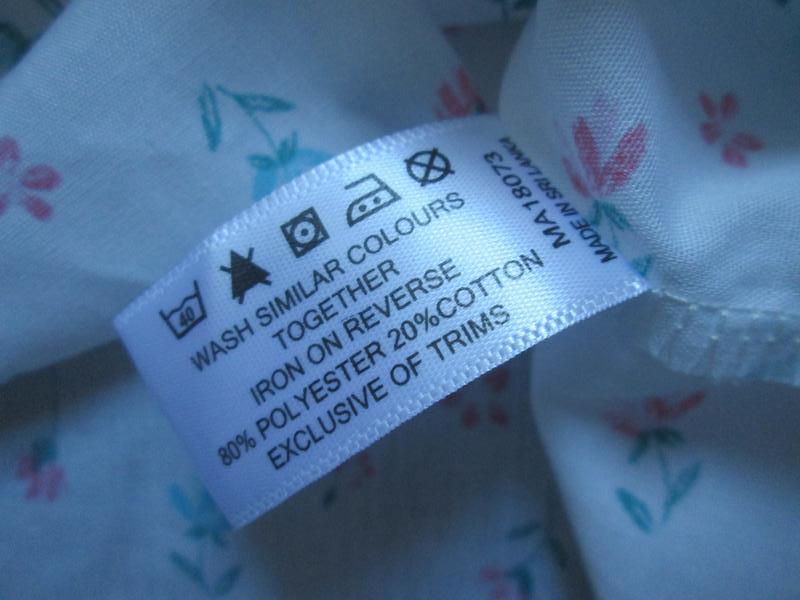 40
WASH SIMILAR COLOURS
TOGETHER
IRON ON REVERSE
80% POLYESTER 20%COTTON
EXCLUSIVE OF TRIMS
MA18073
MADE IN SRI LANKA